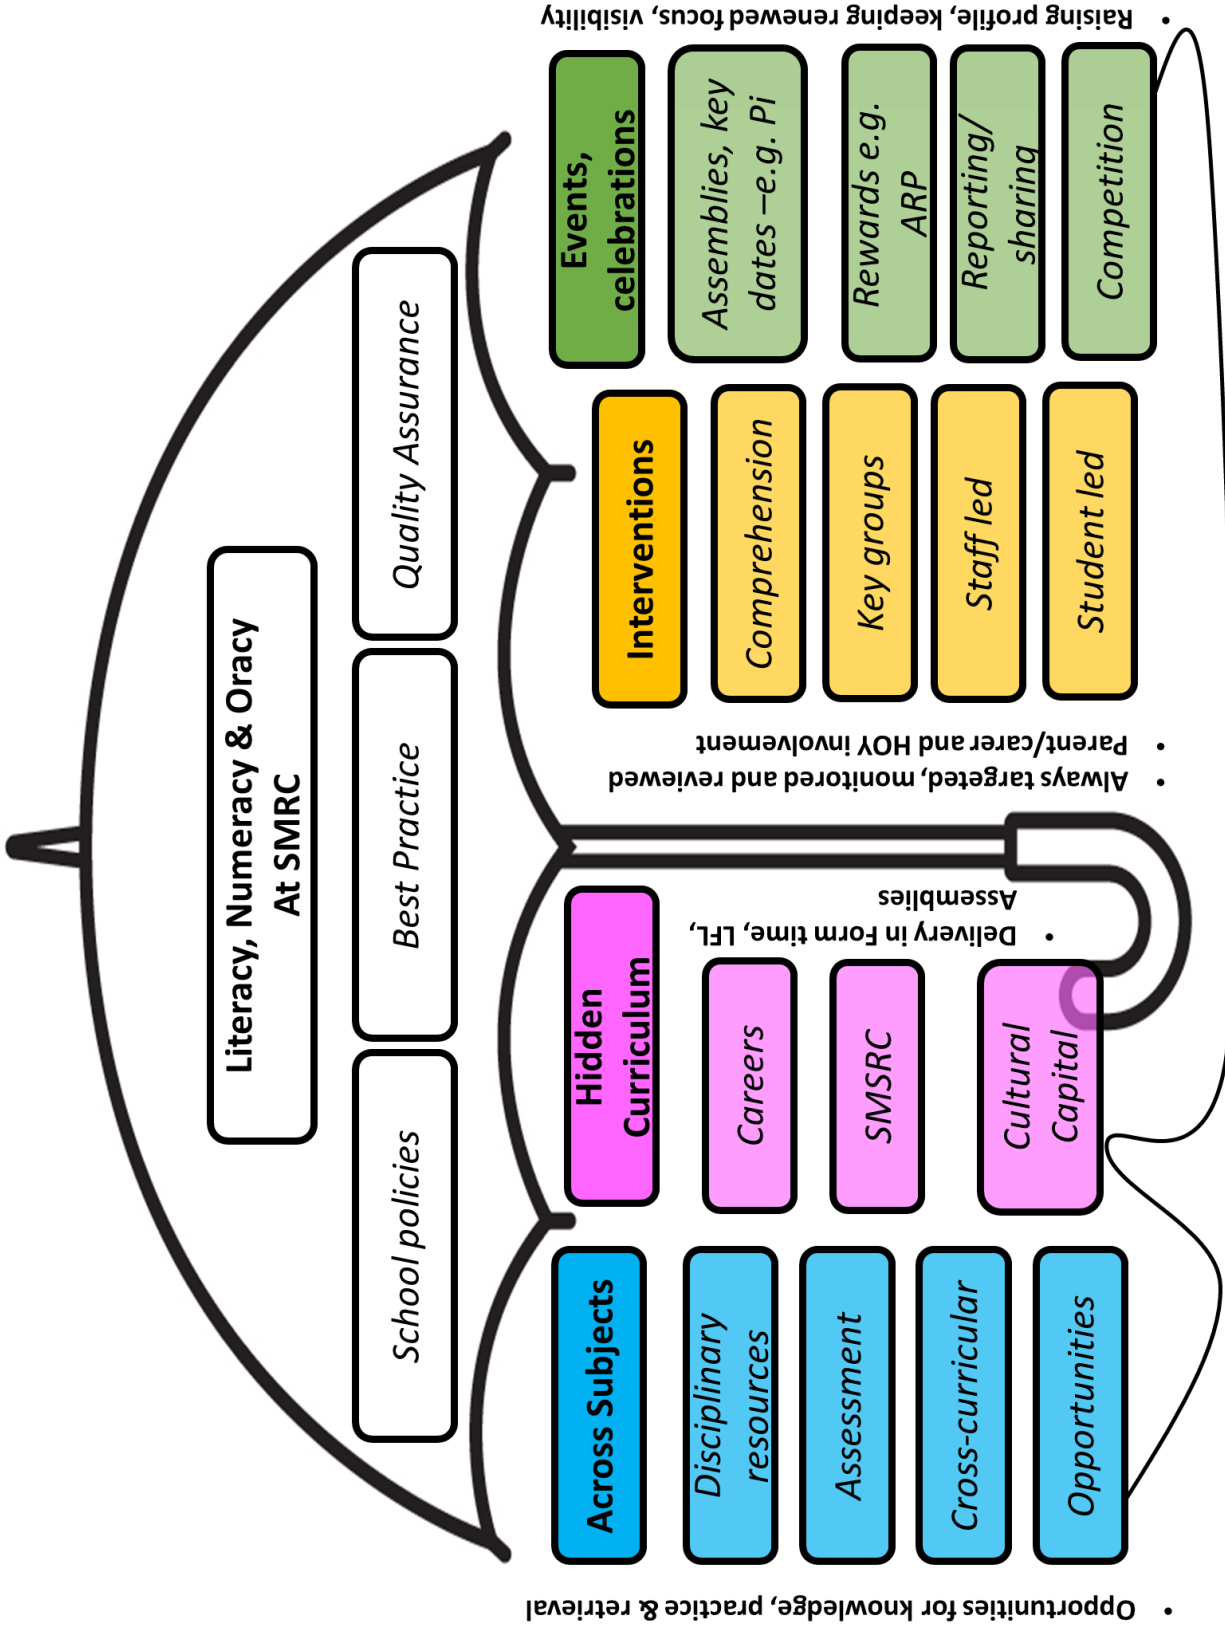 Literacy, Numeracy & Oracy
At SMRC
School policies
Best Practice
Quality Assurance
• Opportunities for knowledge, practice & retrieval
Across Subjects
Disciplinary
resources
Assessment
Cross-curricular
Opportunities
Hidden
Curriculum
Careers
SMSRC
Cultural
Capital
• Delivery in Form time, LFL,
Assemblies
• Always targeted, monitored and reviewed
• Parent/carer and HOY involvement
Interventions
Comprehension
Key groups
Staff led
Student led
Events,
celebrations
Assemblies, key
dates –e.g. Pi
Rewards e.g.
ARP
Reporting/
sharing
Competition
• Raising profile, keeping renewed focus, visibility